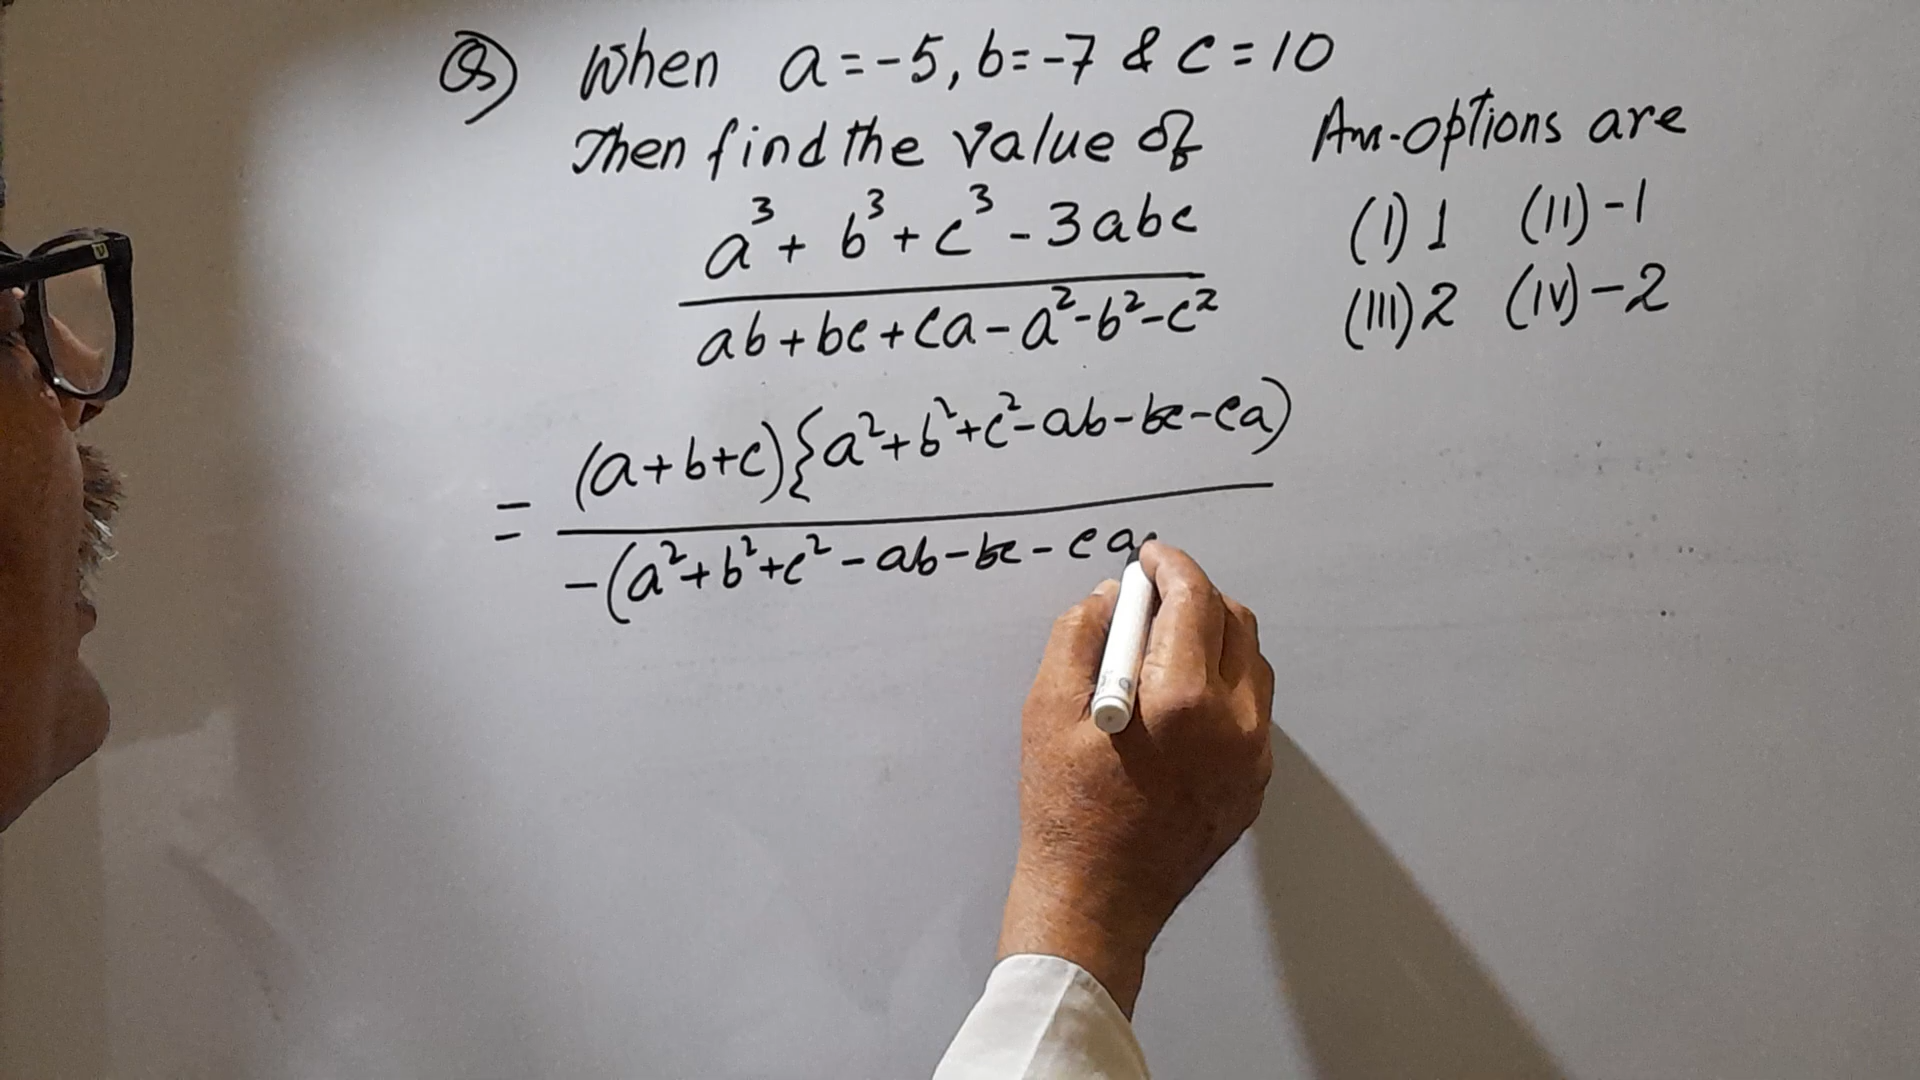 Q) When a=-5, b=-7 & c=10
Then find the value of
a³+ b³+c³-3abc
ab+bc+ca-a²-b²-c²
Ans-options are
(I) 1 (II) -1
(III) 2 (IV) -2
= (a+b+c){a²+b²+c²-ab-bc-ca)
-(a²+b²+c²-ab-bc-ca